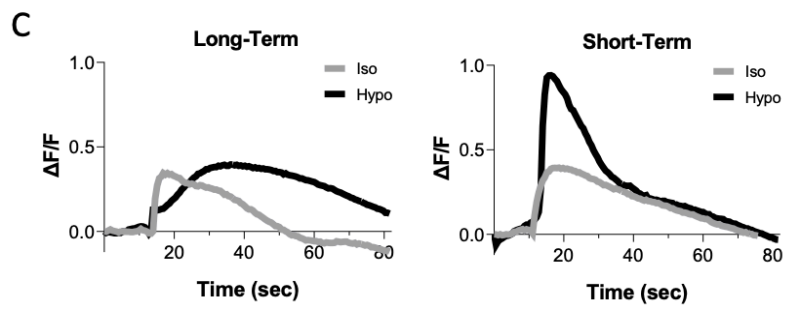 C
Long-Term
1.0
0.5
0.0
ΔF/F
20
40
60
80
Time (sec)
Iso
Hypo
Short-Term
1.0
0.5
0.0
ΔF/F
20
40
60
80
Time (sec)
Iso
Hypo